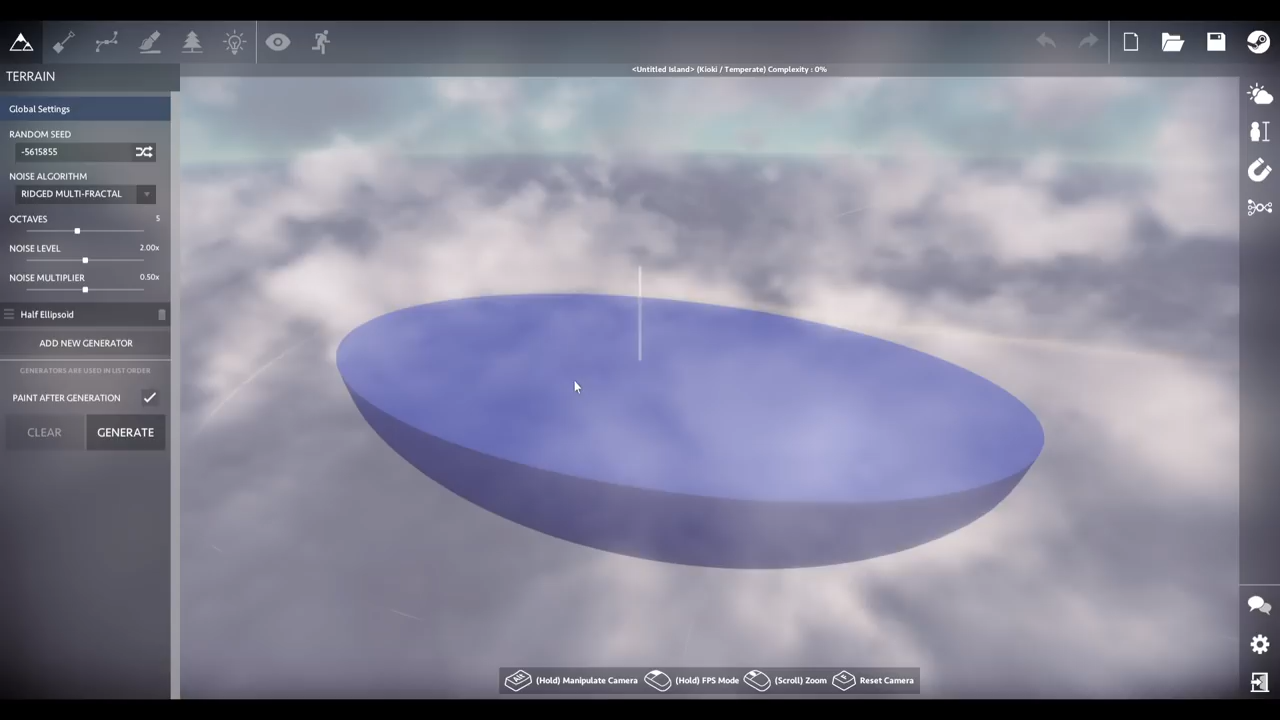 <Untitled Island> (Kioki / Temperate) Complexity : 0%
TERRAIN
Global Settings
RANDOM SEED
-5615855
NOISE ALGORITHM
RIDGED MULTI-FRACTAL
OCTAVES 5
NOISE LEVEL 2.00x
NOISE MULTIPLIER 0.50x
Half Ellipsoid
ADD NEW GENERATOR
GENERATORS ARE USED IN LIST ORDER
PAINT AFTER GENERATION
CLEAR GENERATE
(Hold) Manipulate Camera (Hold) FPS Mode (Scroll) Zoom Reset Camera